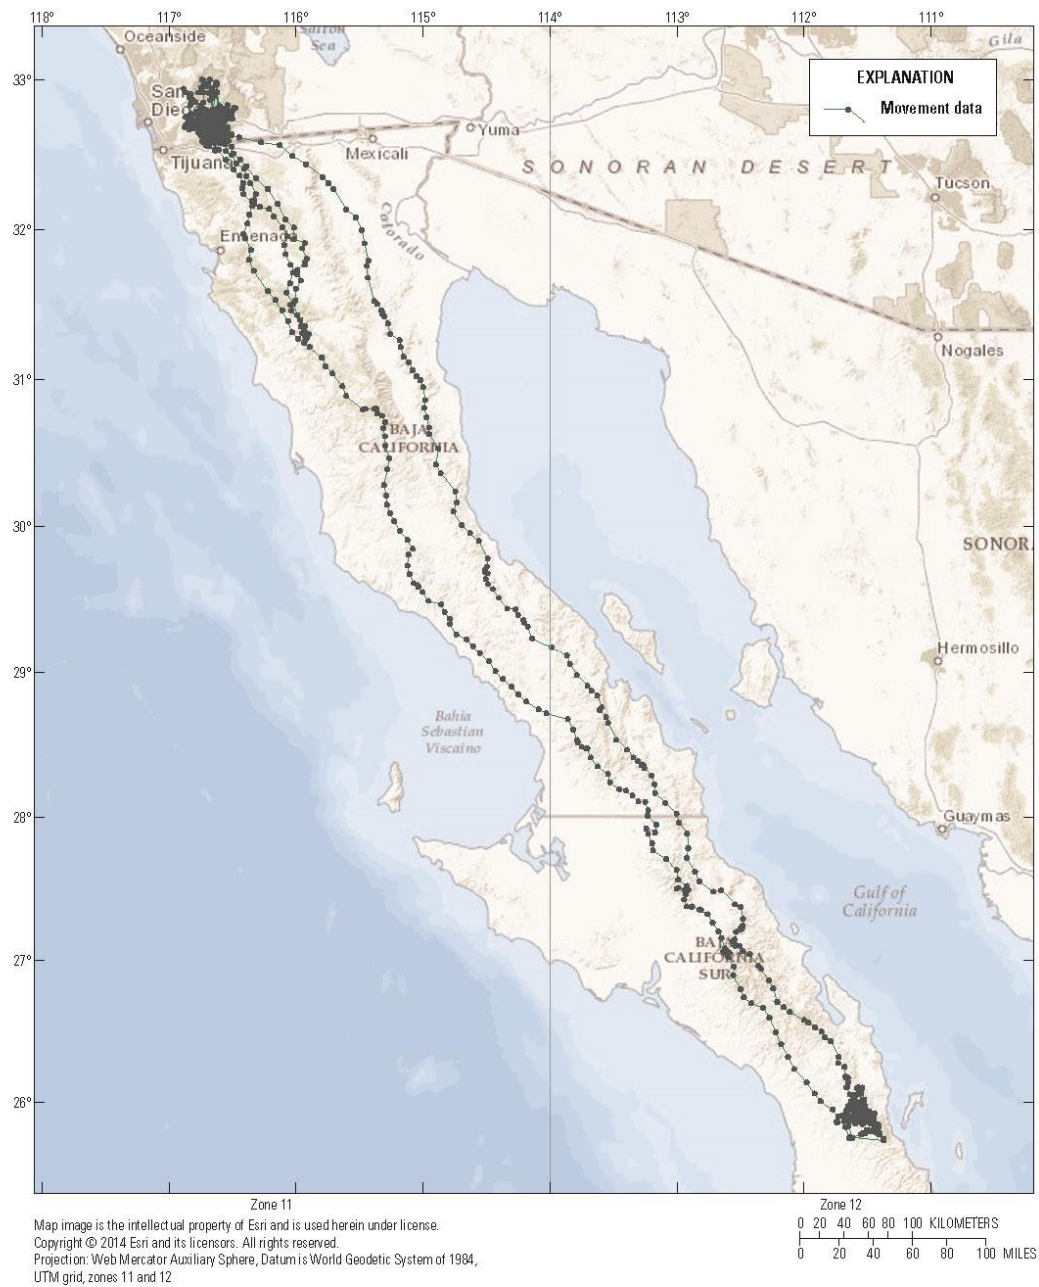 118° 117° 116° 115° 114° 113° 112° 111°
Oceanside
Salton
Sea
Gila
33°
San
Die
EXPLANATION
Movement data
Yuma
Tijuana
Mexicali
SONORAN DESERT
Tucson
32°
Ensenada
Colorado
Nogales
31°
BAJA
CALIFORNIA
30°
SONOR
Hermosillo
29°
Bahia
Sebastian
Viscaino
28°
Guaymas
Gulf of
California
27°
BAJA
CALIFORNIA
SUR
26°
Zone 11 Zone 12
Map image is the intellectual property of Esri and is used herein under license.
Copyright © 2014 Esri and its licensors. All rights reserved.
Projection: Web Mercator Auxiliary Sphere, Datum is World Geodetic System of 1984,
UTM grid, zones 11 and 12
0 20 40 60 80 100 KILOMETERS
0 20 40 60 80 100 MILES